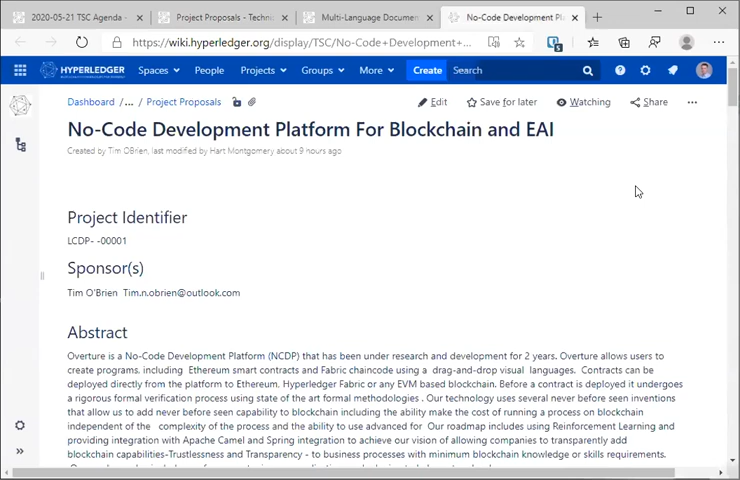 2020-05-21 TSC Agenda -
Project Proposals - Techni
Multi-Language Documen
No-Code Development Pl
https://wiki.hyperledger.org/display/TSC/No-Code+Development+...
HYPERLEDGER Spaces People Projects Groups More Create Search
Dashboard /... / Project Proposals
Edit Save for later Watching Share ...
No-Code Development Platform For Blockchain and EAI
Created by Tim OBrien, last modified by Hart Montgomery about 9 hours ago
Project Identifier
LCDP- -00001
Sponsor(s)
Tim O'Brien Tim.n.obrien@outlook.com
Abstract
Overture is a No-Code Development Platform (NCDP) that has been under research and development for 2 years. Overture allows users to
create programs, including Ethereum smart contracts and Fabric chaincode using a drag-and-drop visual languages. Contracts can be
deployed directly from the platform to Ethereum, Hyperledger Fabric or any EVM based blockchain. Before a contract is deployed it undergoes
a rigorous formal verification process using state of the art formal methodologies . Our technology uses several never before seen inventions
that allow us to add never before seen capability to blockchain including the ability make the cost of running a process on blockchain
independent of the complexity of the process and the ability to use advanced for Our roadmap includes using Reinforcement Learning and
providing integration with Apache Camel and Spring integration to achieve our vision of allowing companies to transparently add
blockchain capabilities-Trustlessness and Transparency - to business processes with minimum blockchain knowledge or skills requirements.